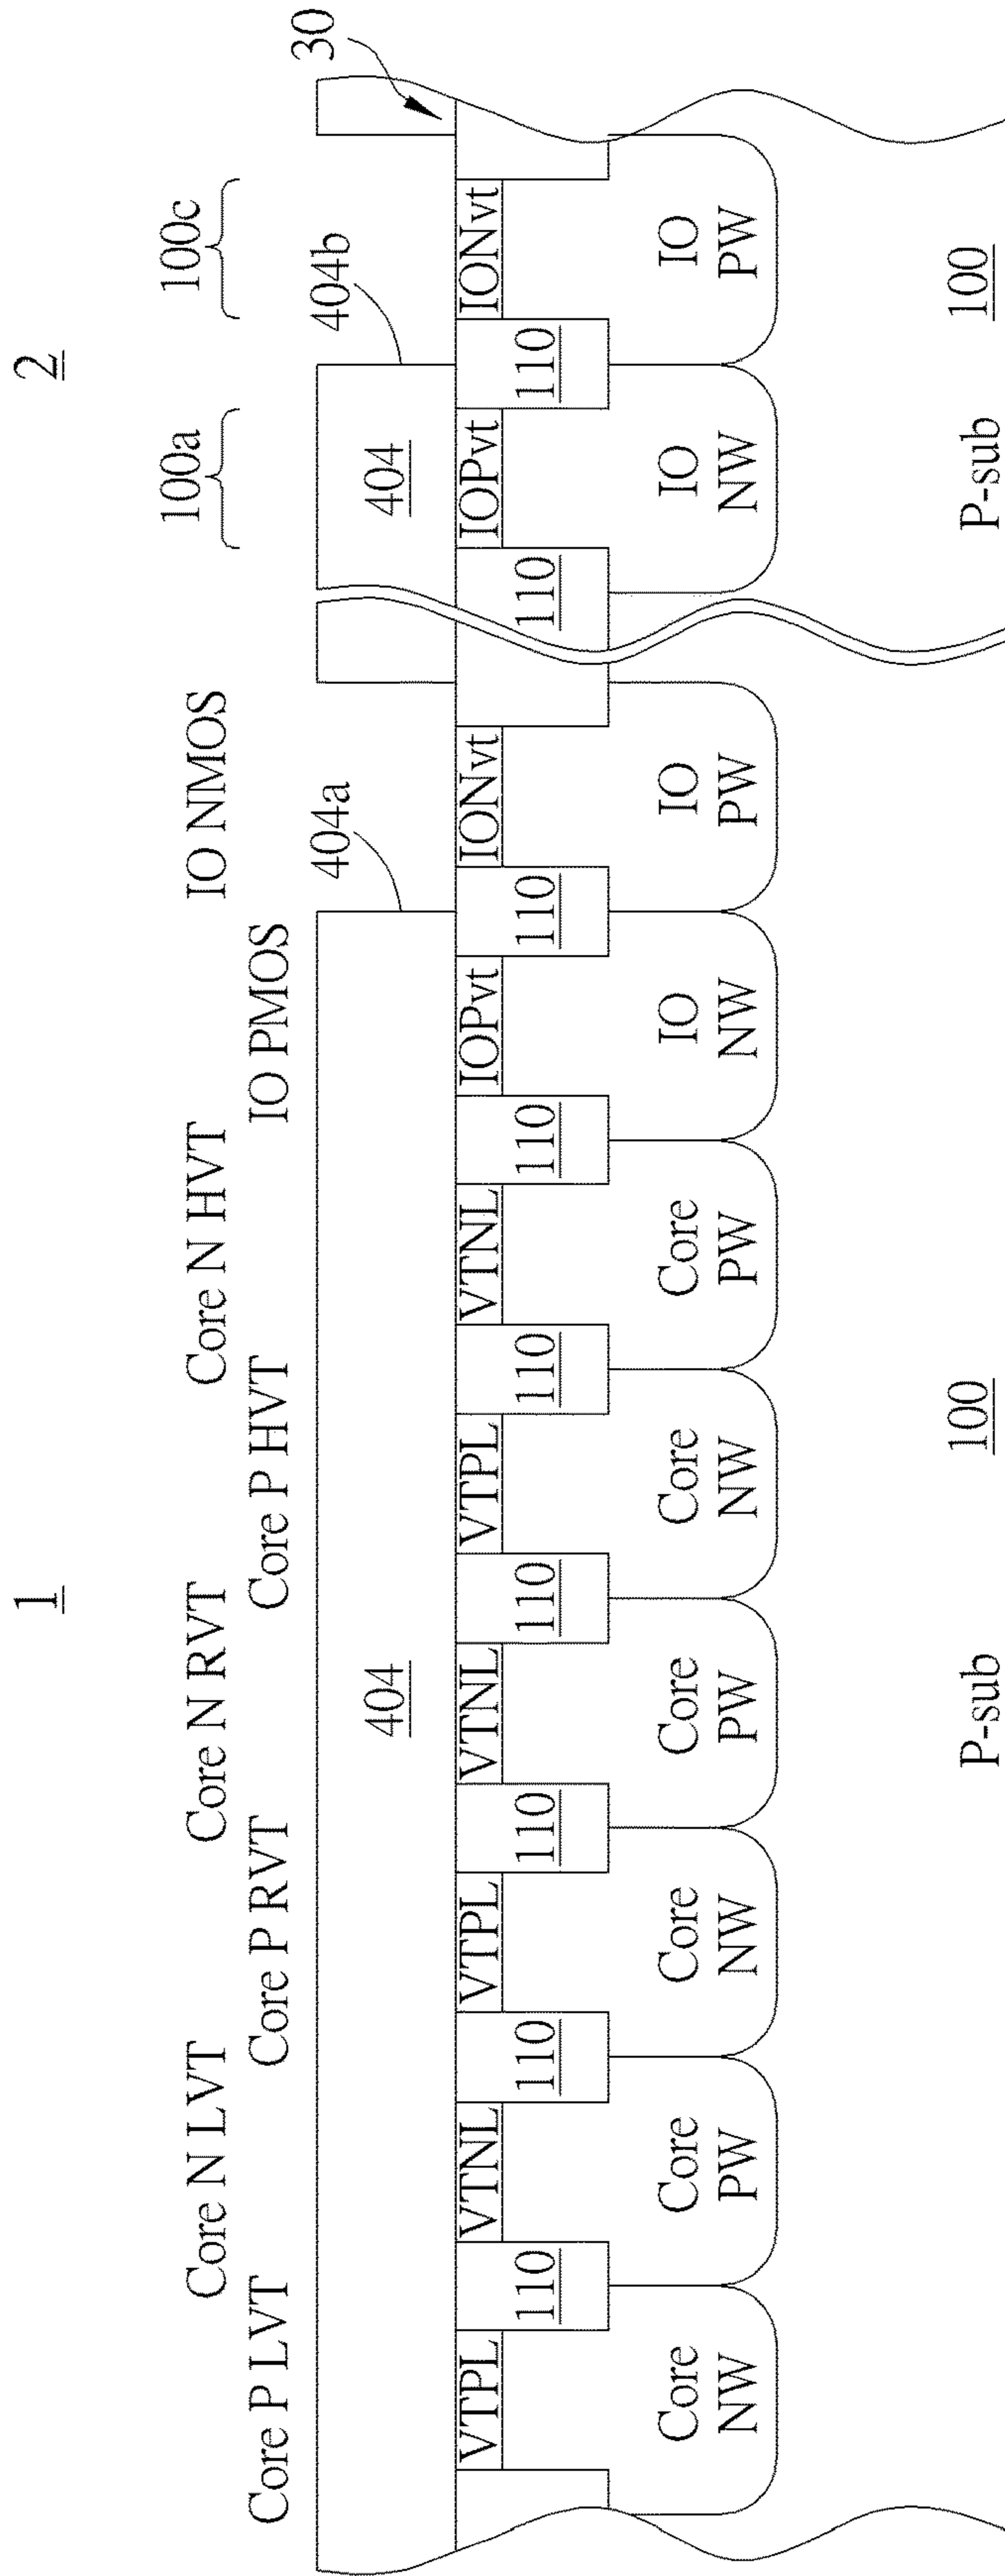 1 2
Core N LVT Core N RVT Core N HVT IO NMOS 100a 100c
Core P LVT Core P RVT Core P HVT IO PMOS
404a 404b 30
404 404
VTPL VTNL VTPL VTNL VTPL VTNL IOPvt IONvt IOPvt IONvt
110 110 110 110 110 110 110 110 110
Core Core Core Core Core Core IO IO IO IO
NW PW NW PW NW PW NW PW NW PW
P-sub 100 P-sub 100